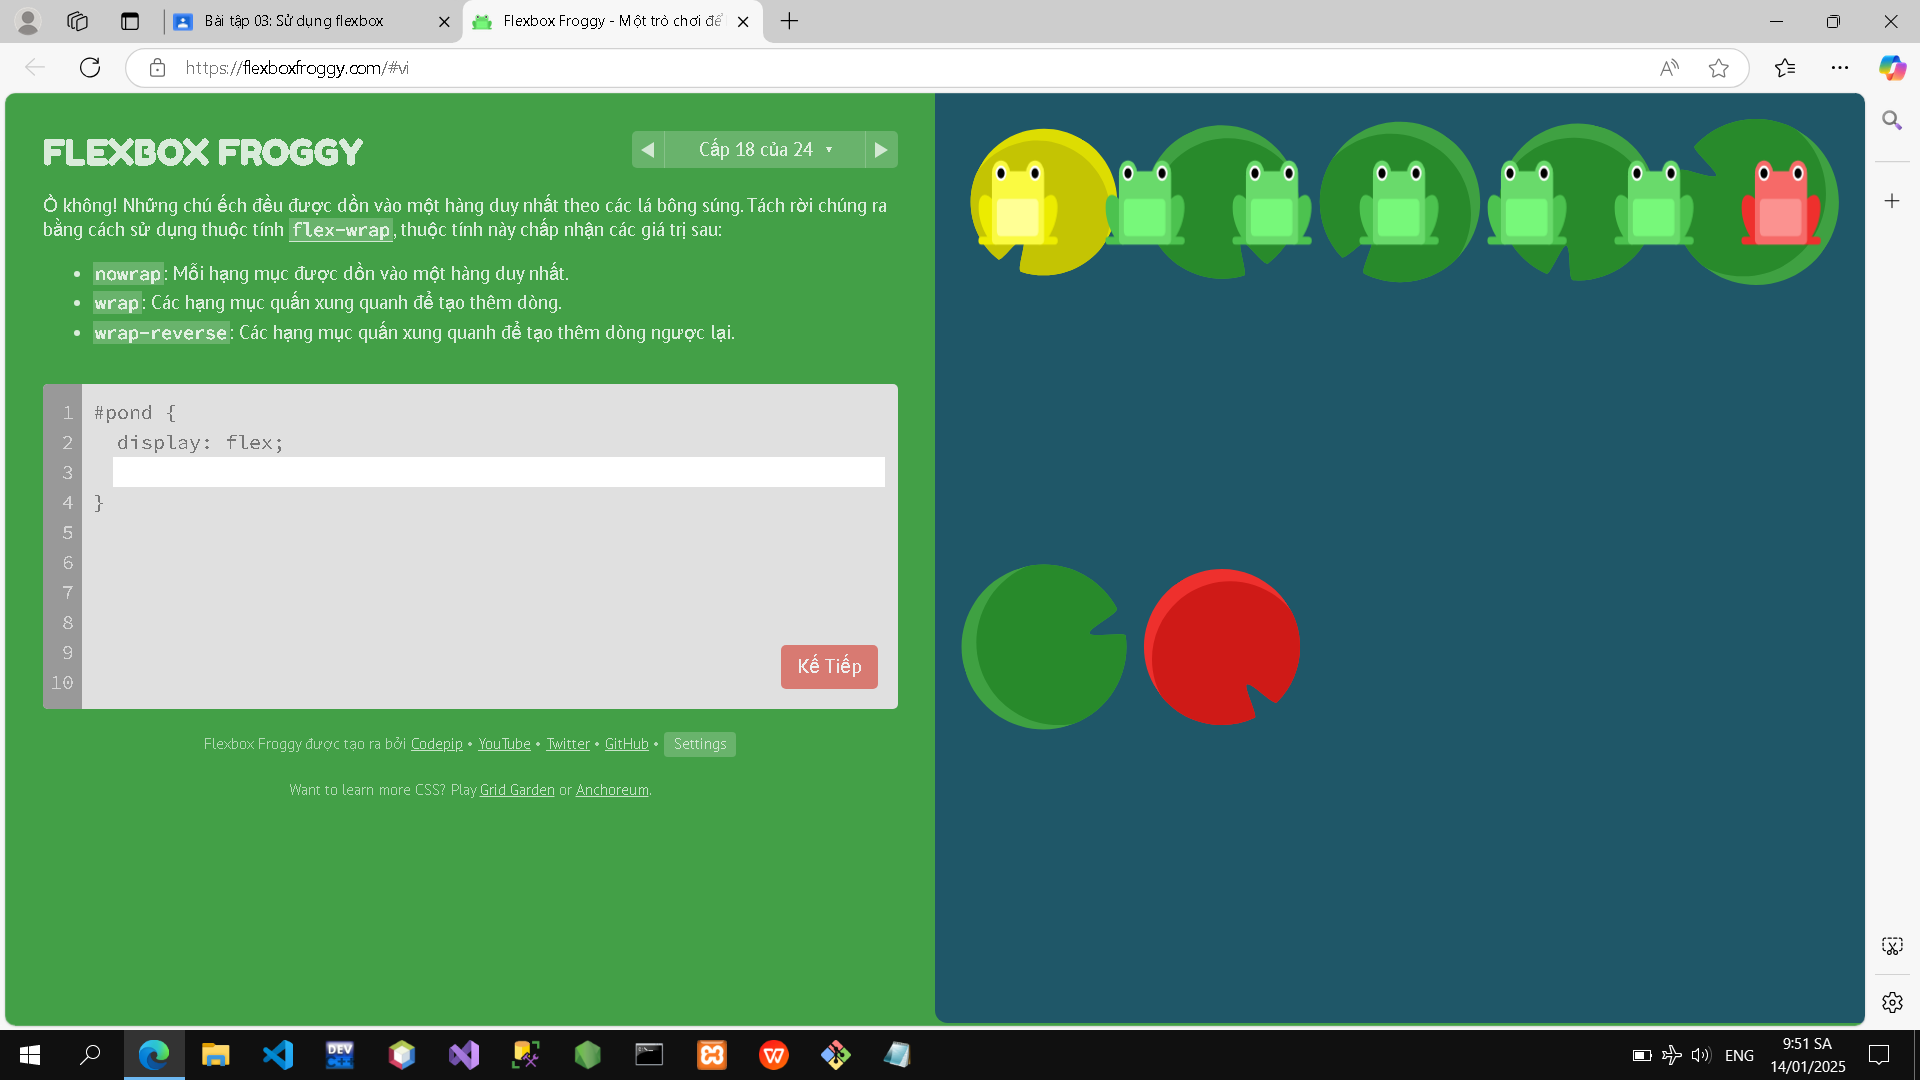 Bài tập 03: Sử dụng flexbox
Flexbox Froggy - Một trò chơi để
https://flexboxfroggy.com/#vi
FLEXBOX FROGGY
Cấp 18 của 24
Ồ không! Những chú ếch đều được dồn vào một hàng duy nhất theo các lá bông súng. Tách rời chúng ra
bằng cách sử dụng thuộc tính flex-wrap, thuộc tính này chấp nhận các giá trị sau:
• nowrap: Mỗi hạng mục được dồn vào một hàng duy nhất.
• wrap: Các hạng mục quấn xung quanh để tạo thêm dòng.
• wrap-reverse: Các hạng mục quấn xung quanh để tạo thêm dòng ngược lại.
1 #pond {
2 display: flex;
3
4 }
5
6
7
8
9
10
Kế Tiếp
Flexbox Froggy được tạo ra bởi Codepip • YouTube • Twitter • GitHub • Settings
Want to learn more CSS? Play Grid Garden or Anchoreum.
DEV
C++
W
ENG
9:51 SA
14/01/2025